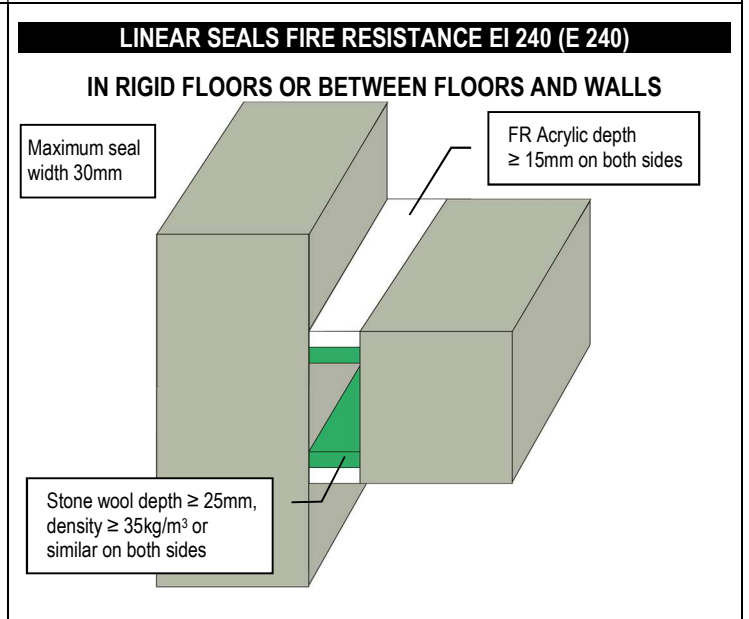 LINEAR SEALS FIRE RESISTANCE EI 240 (E 240)
IN RIGID FLOORS OR BETWEEN FLOORS AND WALLS
Maximum seal
width 30mm
FR Acrylic depth
≥ 15mm on both sides
Stone wool depth ≥ 25mm,
density ≥ 35kg/m³ or
similar on both sides